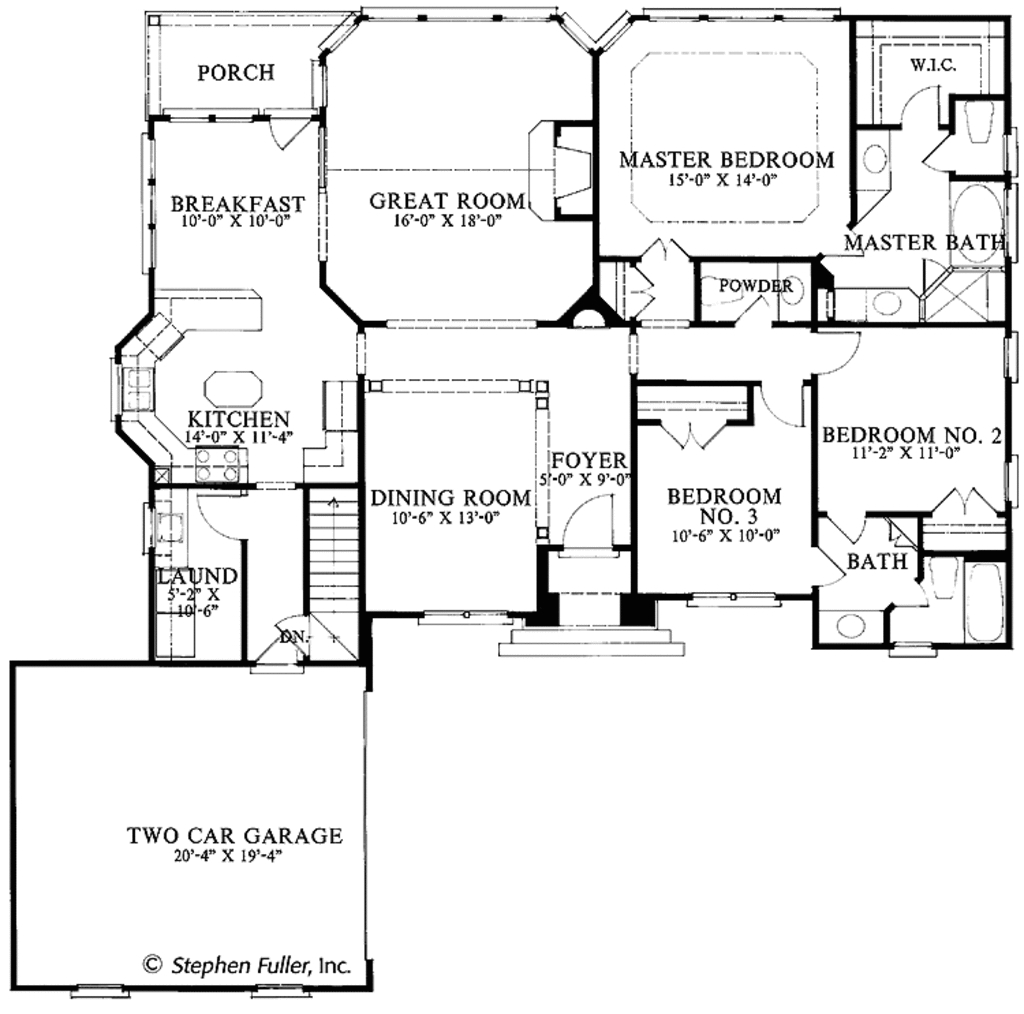 PORCH
W.I.C.
MASTER BEDROOM
15'-0" X 14'-0"
BREAKFAST
10'-0" X 10'-0"
GREAT ROOM
16'-0" X 18'-0"
MASTER BATH
POWDER
KITCHEN
14'-0" X 11'-4"
BEDROOM NO. 2
11'-2" X 11'-0"
FOYER
5'-0" X 9'-0"
DINING ROOM
10'-6" X 13'-0"
BEDROOM
NO. 3
10'-6" X 10'-0"
BATH
LAUND
5'-2" X
10'-6"
DN.
TWO CAR GARAGE
20'-4" X 19'-4"
© Stephen Fuller, Inc.